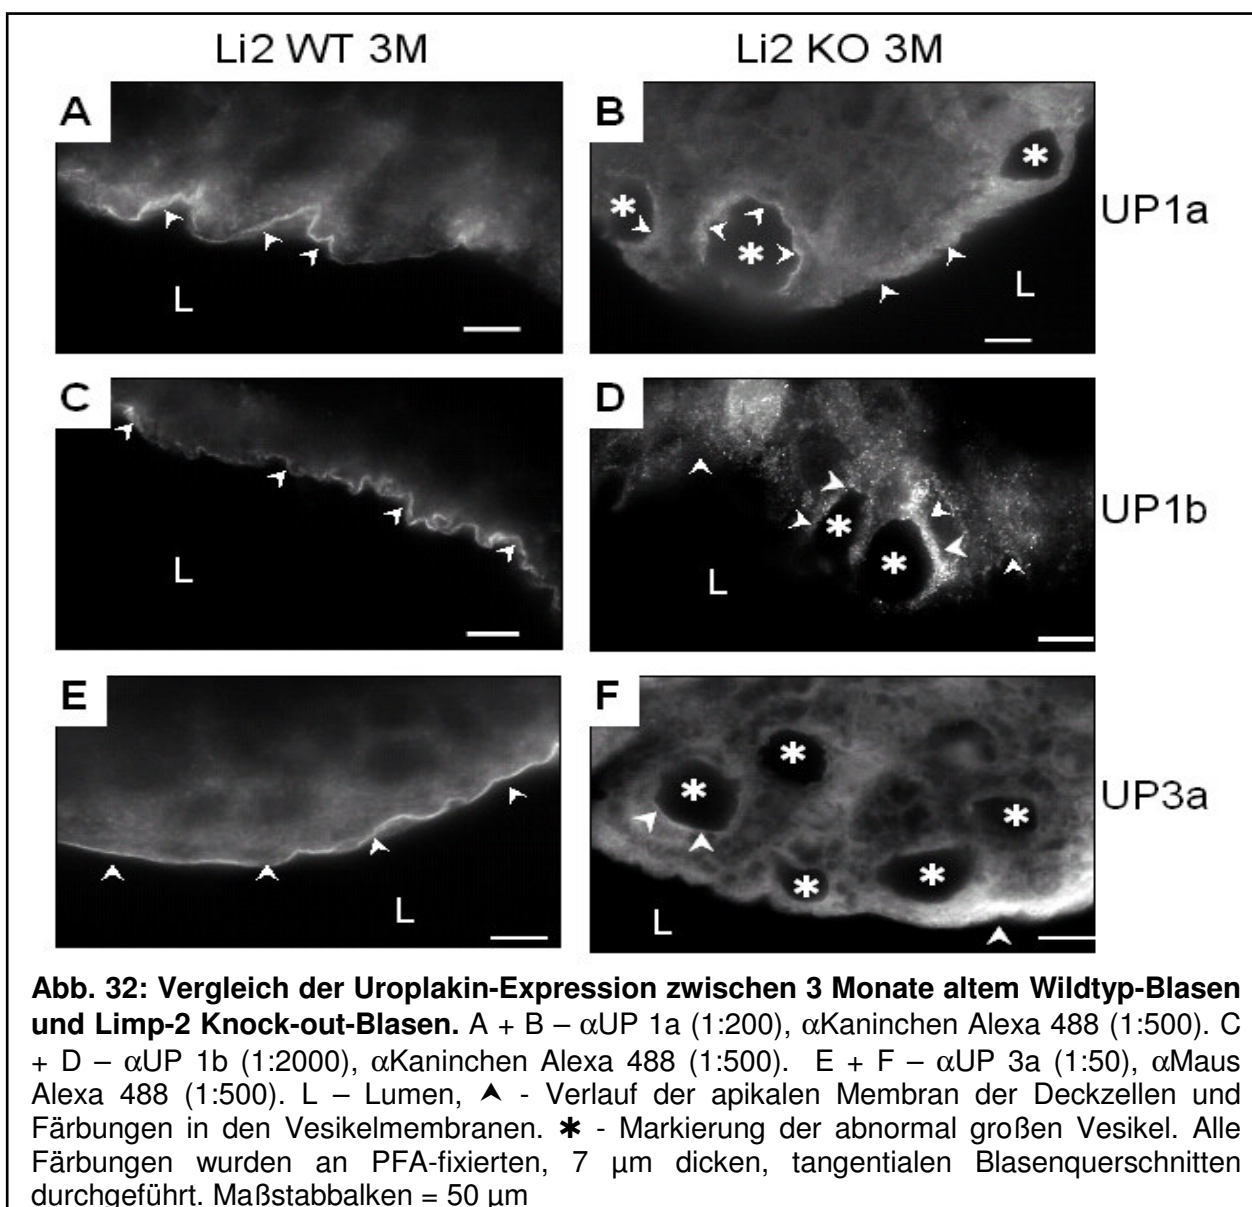 Li2 WT 3M Li2 KO 3M
A B UP1a
* * *
L L
C D UP1b
* *
L L
E F UP3a
* * * * *
L L
Abb. 32: Vergleich der Uroplakin-Expression zwischen 3 Monate altem Wildtyp-Blasen
und Limp-2 Knock-out-Blasen. A + B – αUP 1a (1:200), αKaninchen Alexa 488 (1:500). C
+ D – αUP 1b (1:2000), αKaninchen Alexa 488 (1:500). E + F – αUP 3a (1:50), αMaus
Alexa 488 (1:500). L – Lumen, ⮝ - Verlauf der apikalen Membran der Deckzellen und
Färbungen in den Vesikelmembranen. ✱ - Markierung der abnormal großen Vesikel. Alle
Färbungen wurden an PFA-fixierten, 7 µm dicken, tangentialen Blasenquerschnitten
durchgeführt. Maßstabbalken = 50 µm